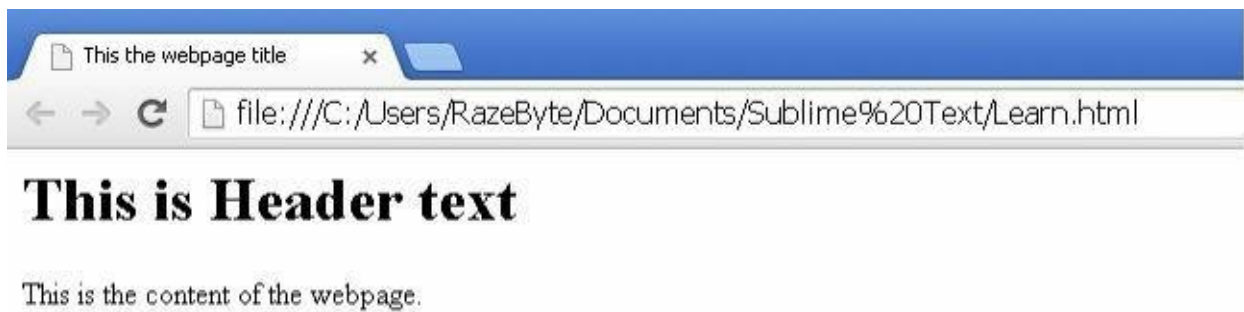 This the webpage title
file:///C:/Users/RazeByte/Documents/Sublime%20Text/Learn.html
This is Header text
This is the content of the webpage.